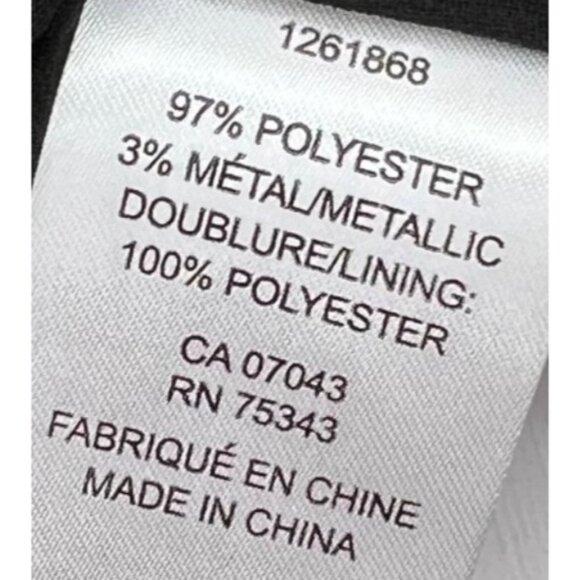 1261868
97% POLYESTER
3% MÉTAL/METALLIC
DOUBLURE/LINING:
100% POLYESTER
CA 07043
RN 75343
FABRIQUÉ EN CHINE
MADE IN CHINA